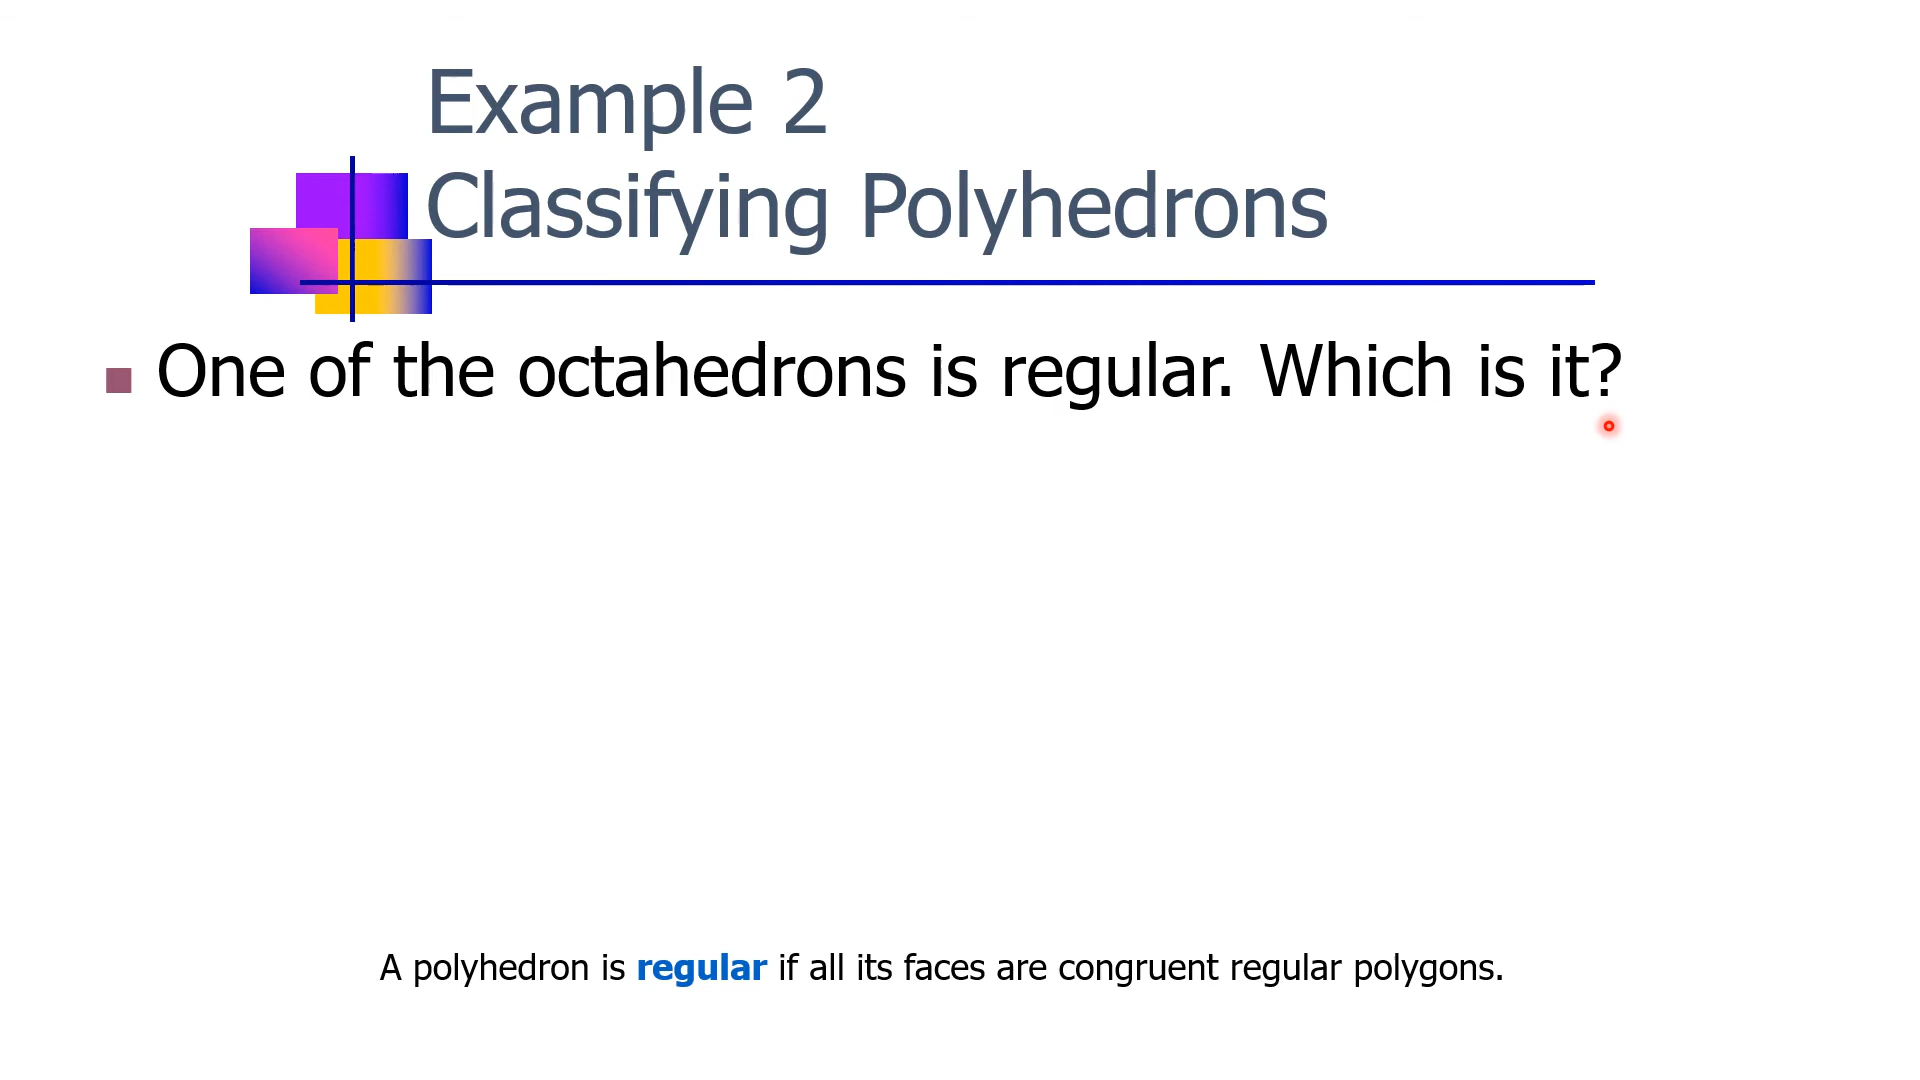 Example 2
Classifying Polyhedrons
One of the octahedrons is regular. Which is it?
A polyhedron is regular if all its faces are congruent regular polygons.